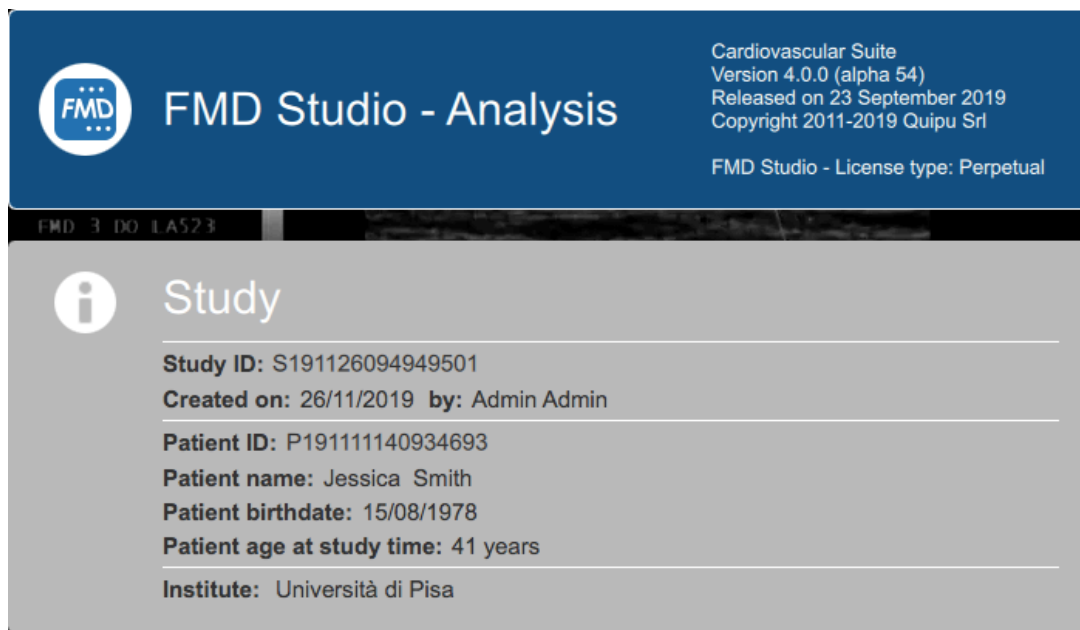 FMD
FMD Studio - Analysis
Cardiovascular Suite
Version 4.0.0 (alpha 54)
Released on 23 September 2019
Copyright 2011-2019 Quipu Srl
FMD Studio - License type: Perpetual
FMD 3 DO LA523
Study
Study ID: S191126094949501
Created on: 26/11/2019 by: Admin Admin
Patient ID: P191111140934693
Patient name: Jessica Smith
Patient birthdate: 15/08/1978
Patient age at study time: 41 years
Institute: Università di Pisa